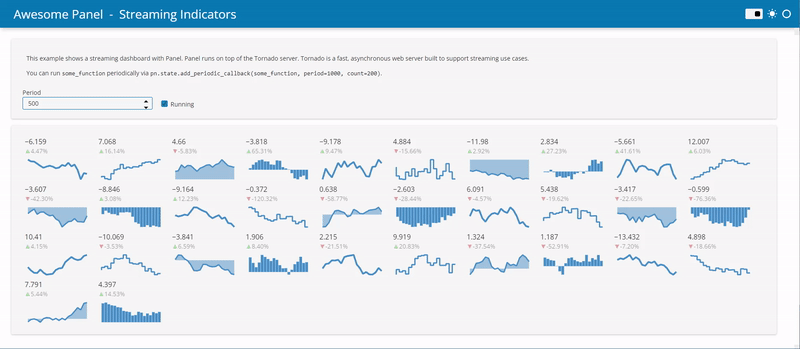 Awesome Panel - Streaming Indicators
This example shows a streaming dashboard with Panel. Panel runs on top of the Tornado server. Tornado is a fast, asynchronous web server built to support streaming use cases.
You can run some_function periodically via pn.state.add_periodic_callback(some_function, period=1000, count=200).
Period
500 Running
−6.159 7.068 4.66 −3.818 −9.178 4.884 −11.98 2.834 −5.661 12.007
▲4.47% ▲16.14% ▼-5.83% ▲65.31% ▲9.47% ▼-15.66% ▲2.92% ▲27.23% ▲41.61% ▲6.03%
−3.607 −8.846 −9.164 −0.372 0.638 −2.603 6.091 5.438 −3.417 −0.599
▼-42.30% ▲3.08% ▲12.23% ▼-120.32% ▼-58.77% ▼-28.44% ▼-4.57% ▼-19.62% ▼-22.65% ▼-76.36%
10.41 −10.069 −3.841 1.906 2.215 9.919 1.324 1.187 −13.432 4.898
▲4.15% ▼-3.53% ▲6.59% ▲8.40% ▼-21.51% ▲20.83% ▼-37.54% ▼-52.91% ▼-7.20% ▼-18.66%
7.791 4.397
▲5.44% ▲14.53%